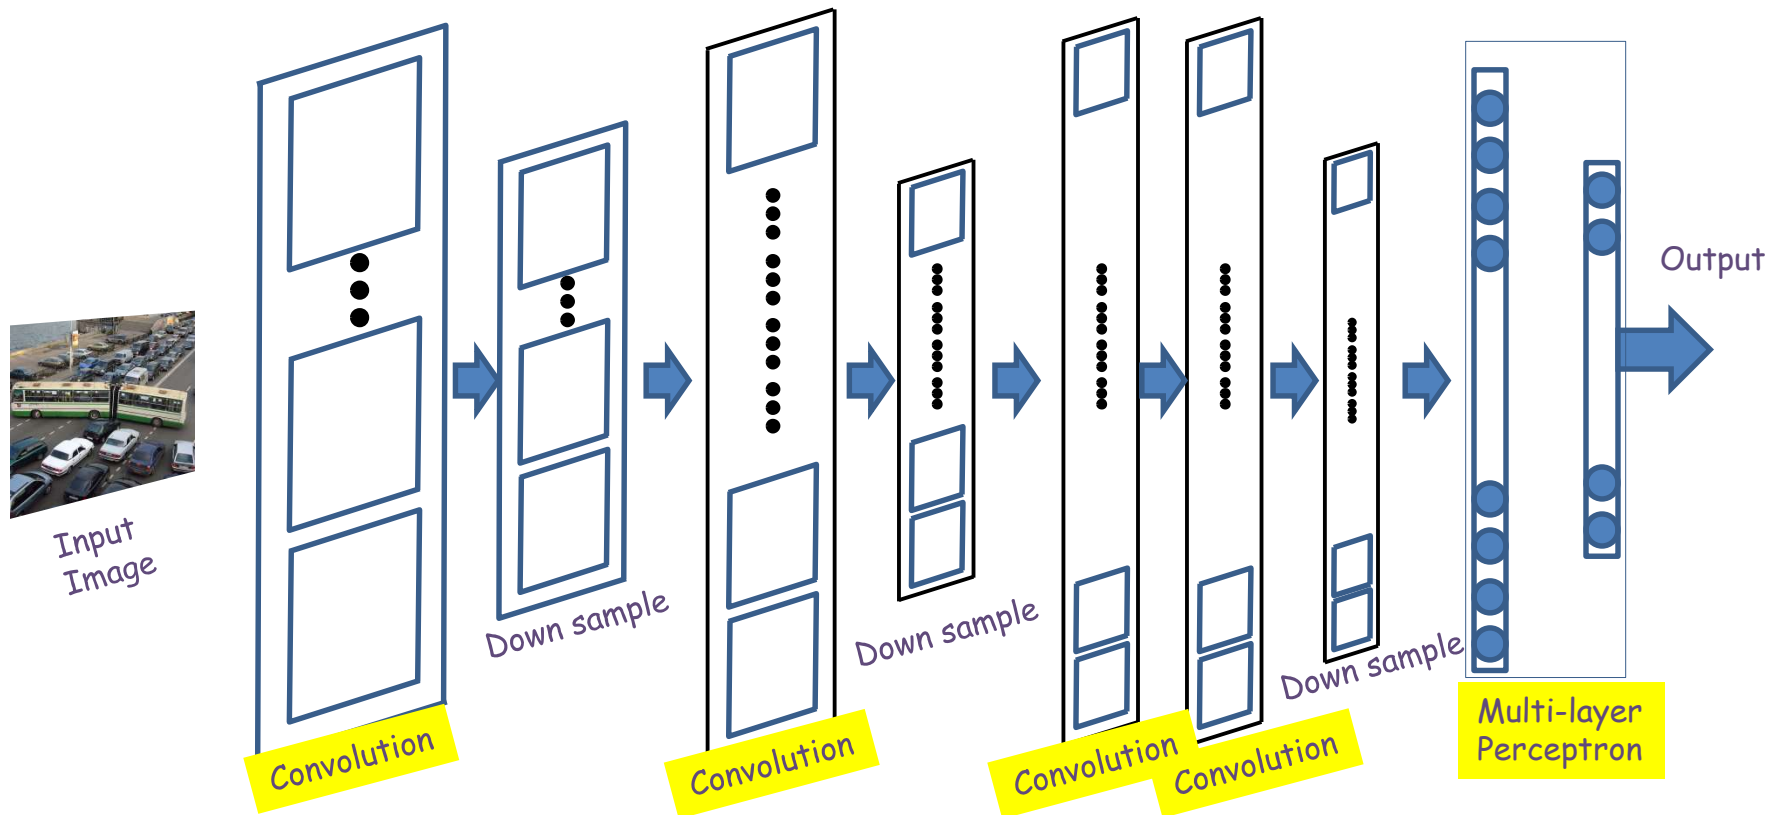 Input
Image
Convolution
Down sample
Convolution
Down sample
Convolution
Convolution
Down sample
Multi-layer
Perceptron
Output